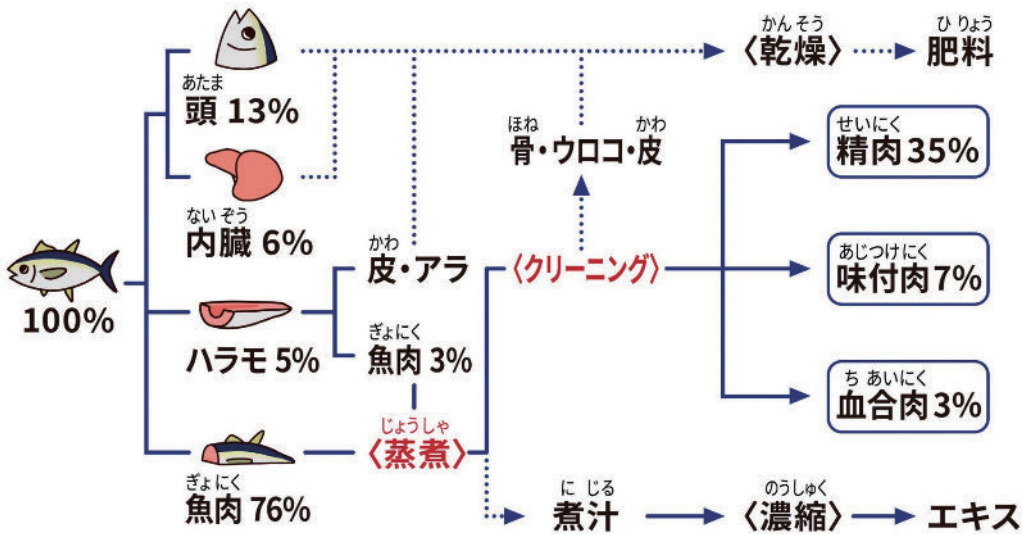 かんそう
〈乾燥〉
ひりょう
肥料
あたま
頭 13%
ほね かわ
骨・ウロコ・皮
せいにく
精肉 35%
ないぞう
内臓 6%
かわ
皮・アラ
〈クリーニング〉
あじつけにく
味付肉 7%
100%
ハラモ 5%
ぎょにく
魚肉 3%
ちあいにく
血合肉 3%
じょうしゃ
〈蒸煮〉
ぎょにく
魚肉 76%
にじる
煮汁
のうしゅく
〈濃縮〉
エキス